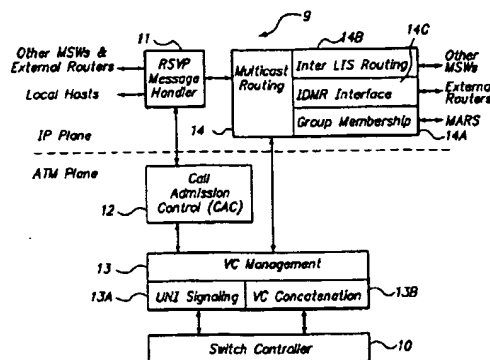 9
11
14B
14C
Other MSWs &
External Routers
Local Hosts
RSVP
Message
Handler
Multicast
Routing
Inter LIS Routing
IDMR Interface
Group Membership
Other
MSWs
External
Routers
MARS
14
14A
IP Plane
ATM Plane
Call
Admission
Control (CAC)
12
13
VC Management
13A
UNI Signaling
VC Concatenation
13B
Switch Controller
10